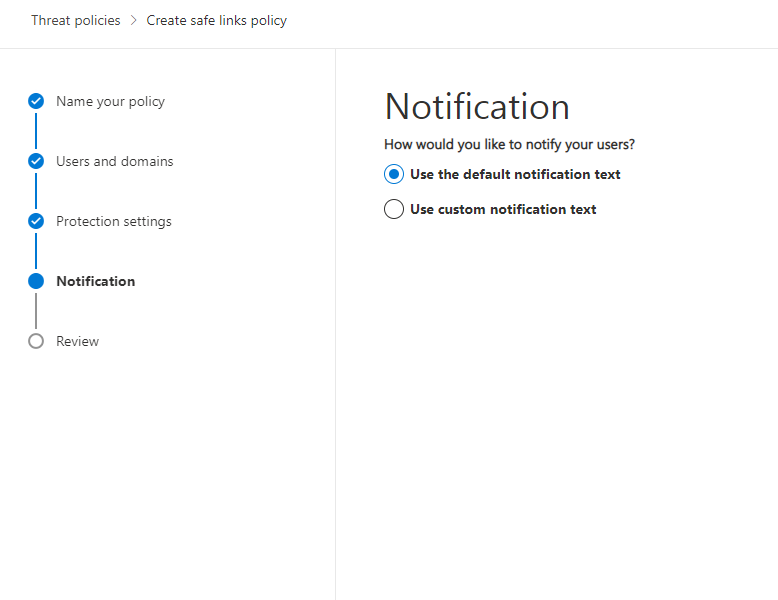 Threat policies > Create safe links policy
Name your policy
Users and domains
Protection settings
Notification
Review
Notification
How would you like to notify your users?
Use the default notification text
Use custom notification text